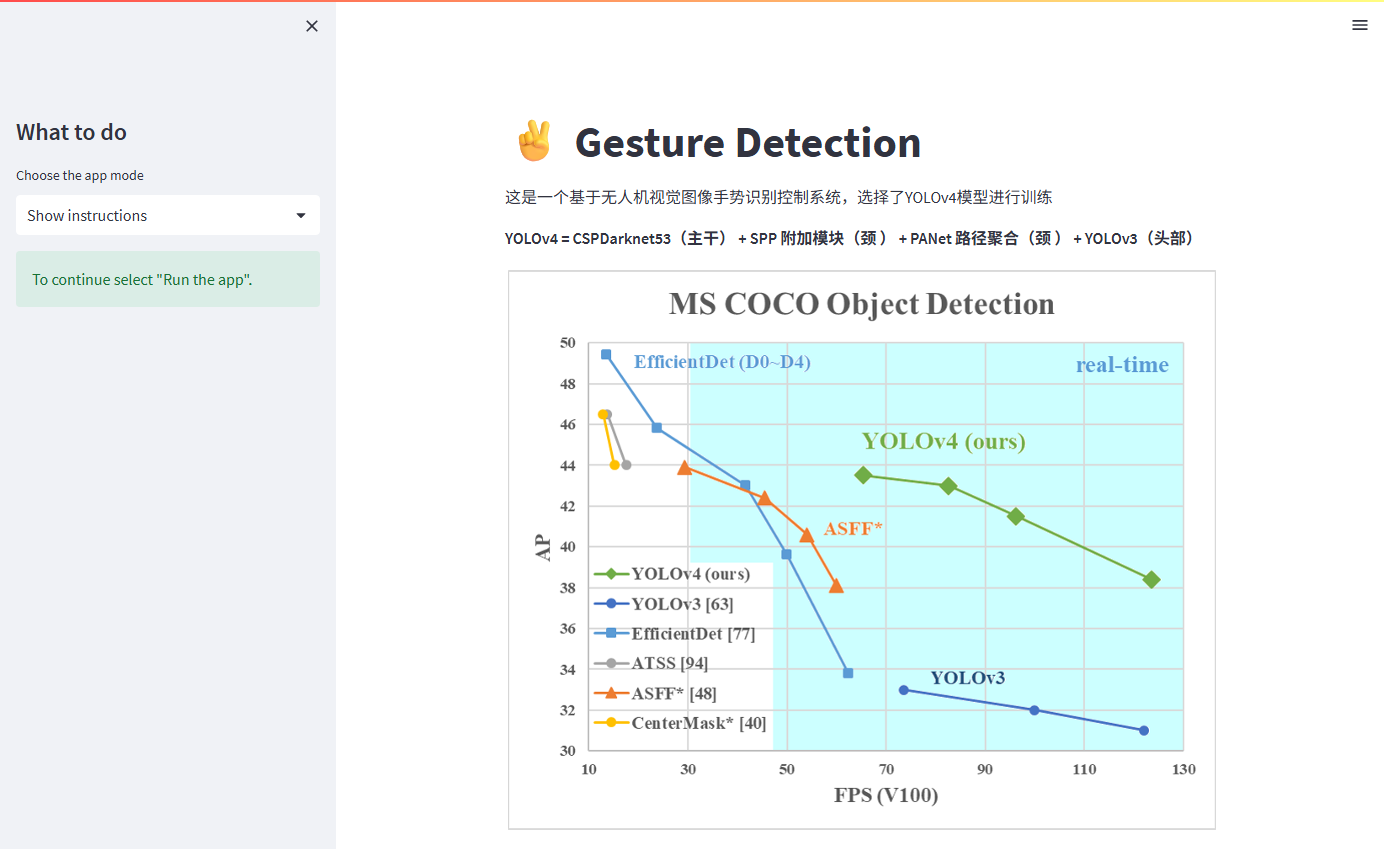 What to do
Choose the app mode
Show instructions
To continue select "Run the app".
Gesture Detection
这是一个基于无人机视觉图像手势识别控制系统，选择了YOLOv4模型进行训练
YOLOv4 = CSPDarknet53（主干） + SPP 附加模块（颈 ） + PANet 路径聚合（颈 ） + YOLOv3（头部）
MS COCO Object Detection
EfficientDet (D0~D4)
real-time
YOLOv4 (ours)
ASFF*
YOLOv3
AP
50
48
46
44
42
40
38
36
34
32
30
YOLOv4 (ours)
YOLOv3 [63]
EfficientDet [77]
ATSS [94]
ASFF* [48]
CenterMask* [40]
10 30 50 70 90 110 130
FPS (V100)